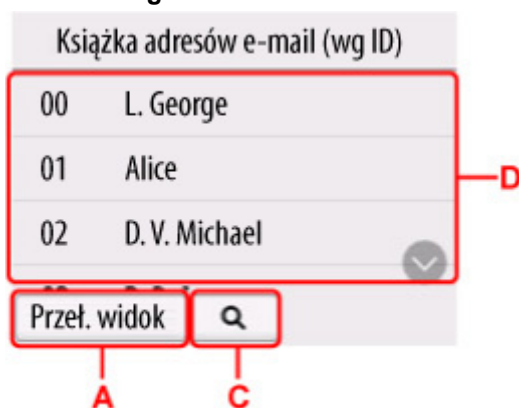 Książka adresów e-mail (wg ID)
00 L. George
01 Alice
02 D. V. Michael
D
Przeł. widok
A
C